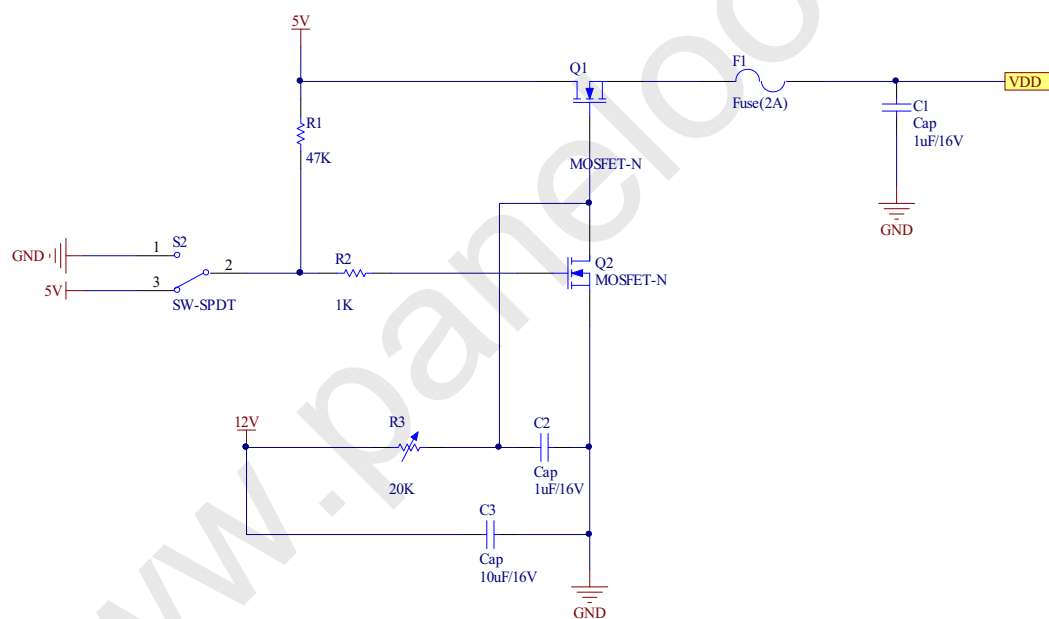 5V
Q1
F1
VDD
Fuse(2A)
C1
Cap
1uF/16V
R1
47K
MOSFET-N
GND
GND
1
S2
2
R2
Q2
MOSFET-N
5V
3
SW-SPDT
1K
12V
R3
C2
20K
Cap
1uF/16V
C3
Cap
10uF/16V
GND
www.paneloo